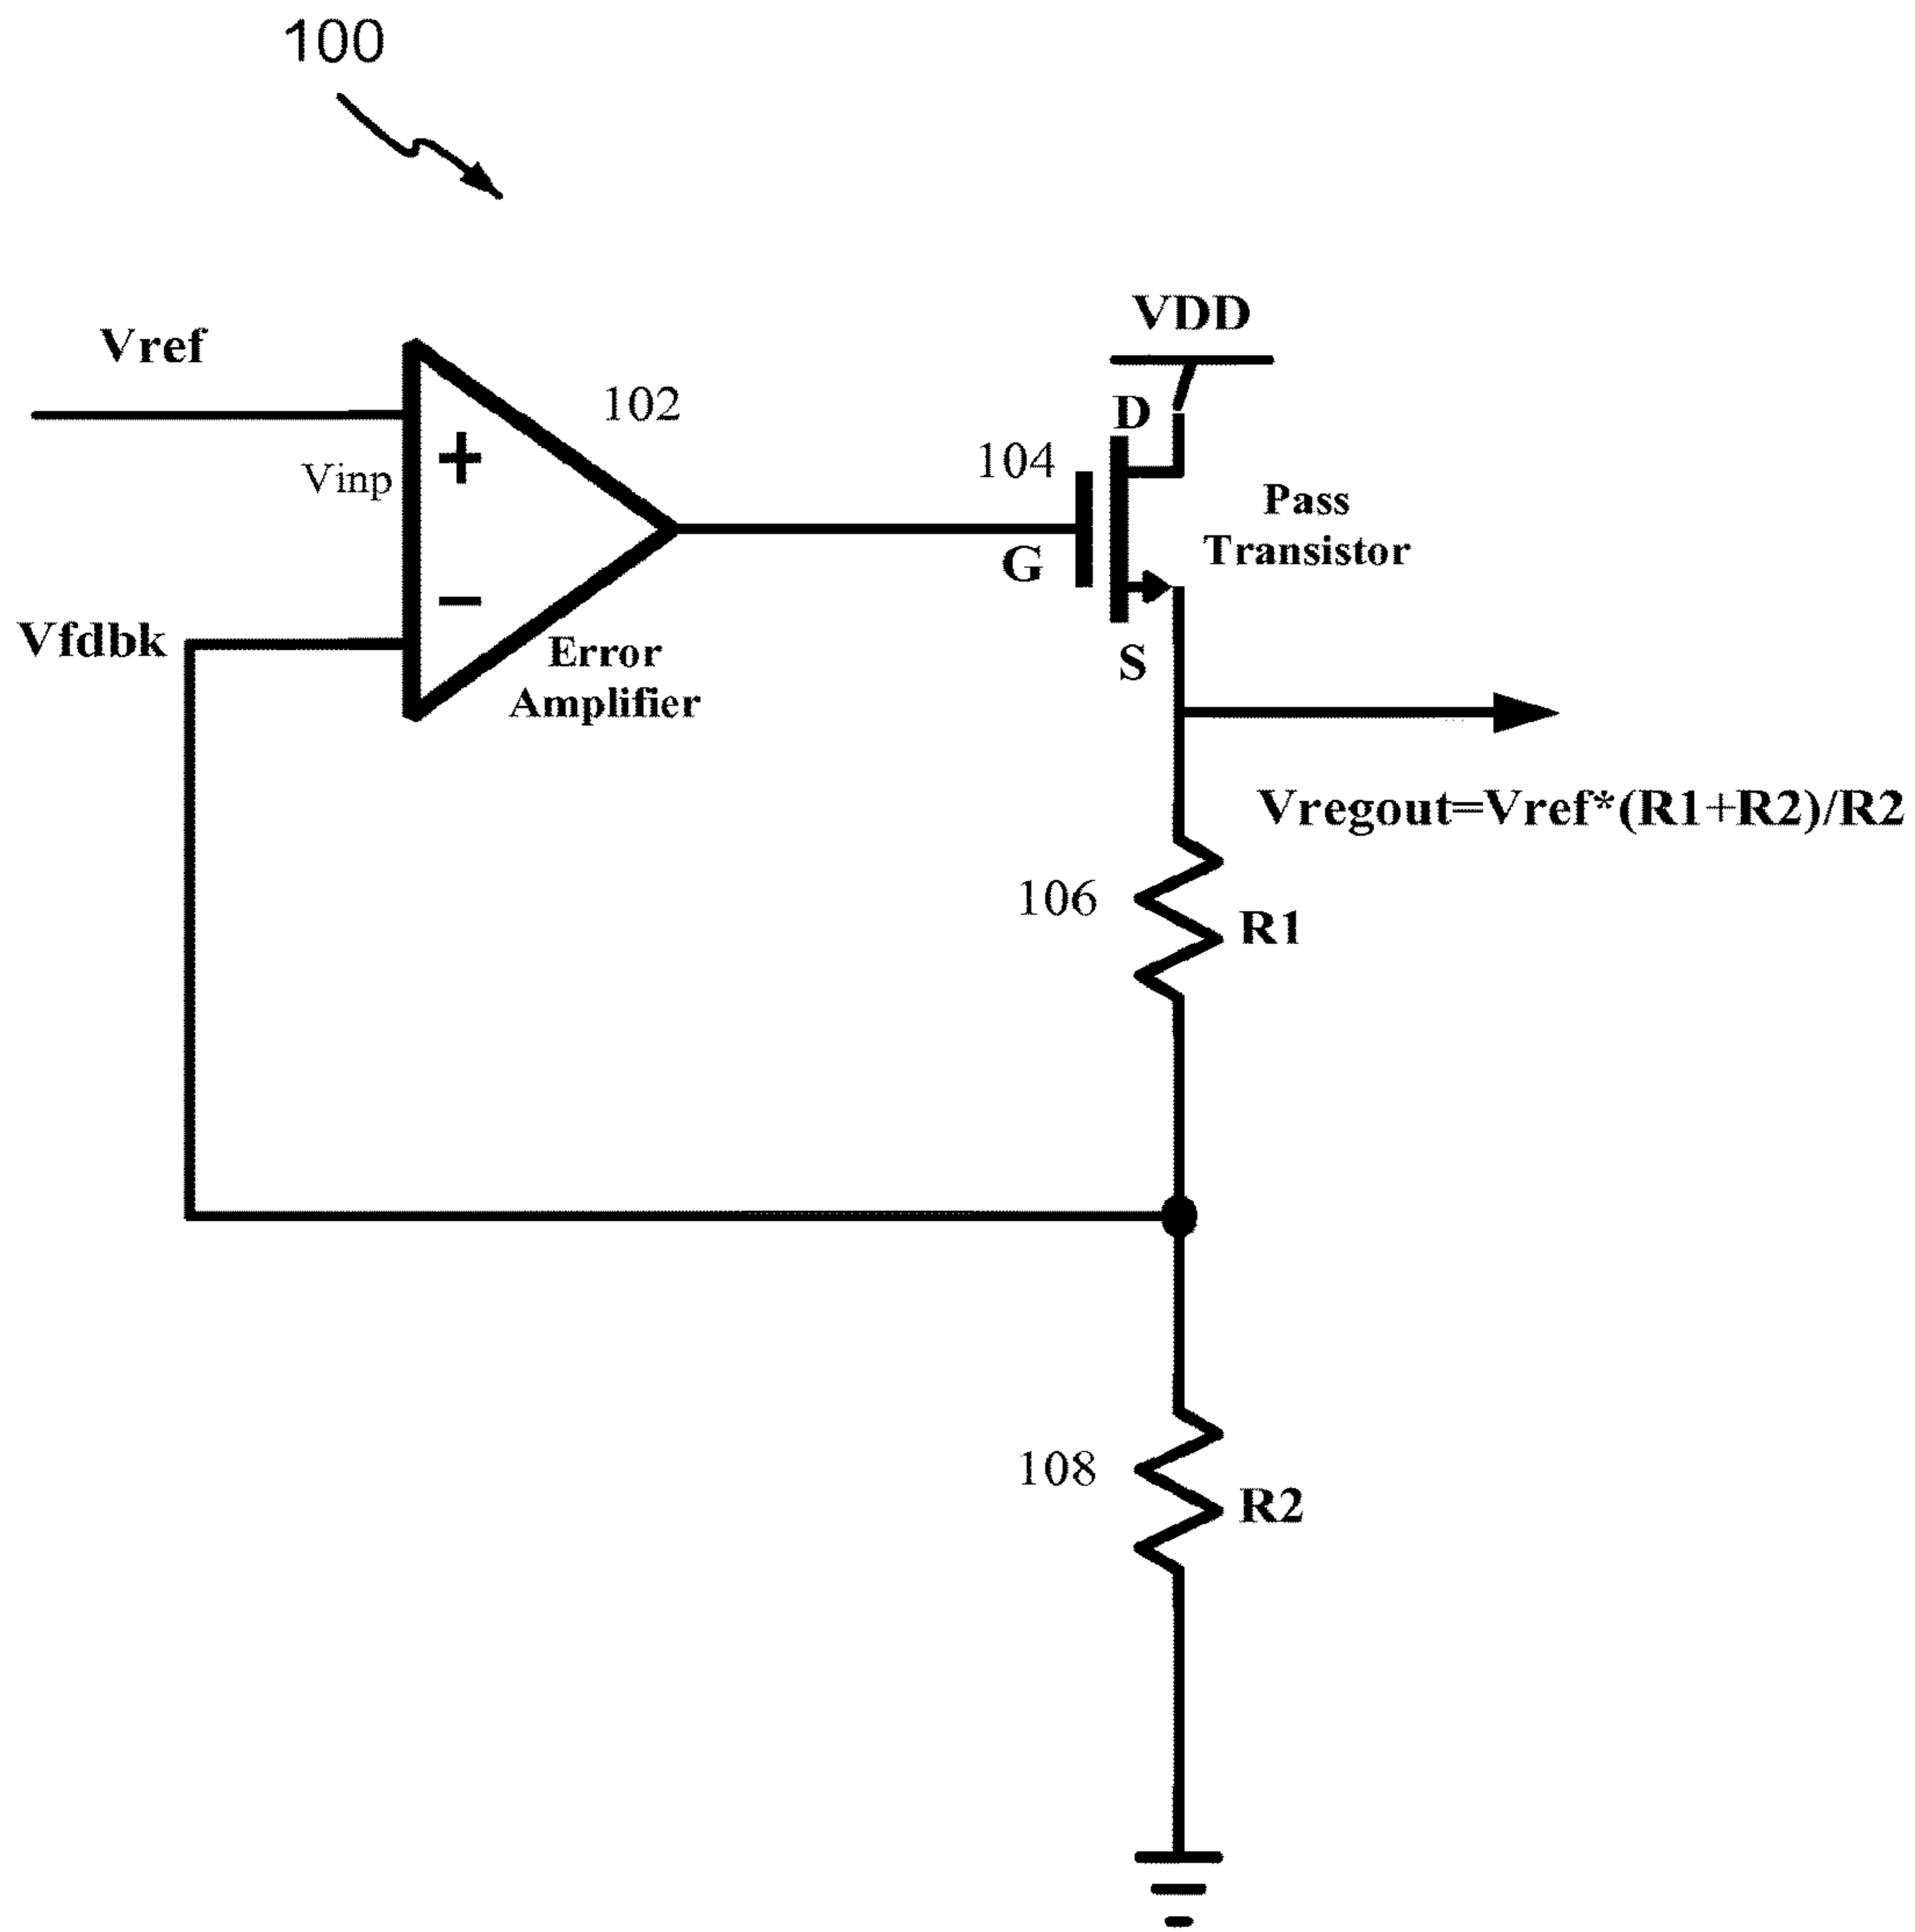 100
VDD
Vref
102
D
Vinp
+
104
Pass
Transistor
G
−
Vfdbk
Error
Amplifier
S
Vregout=Vref*(R1+R2)/R2
106
R1
108
R2